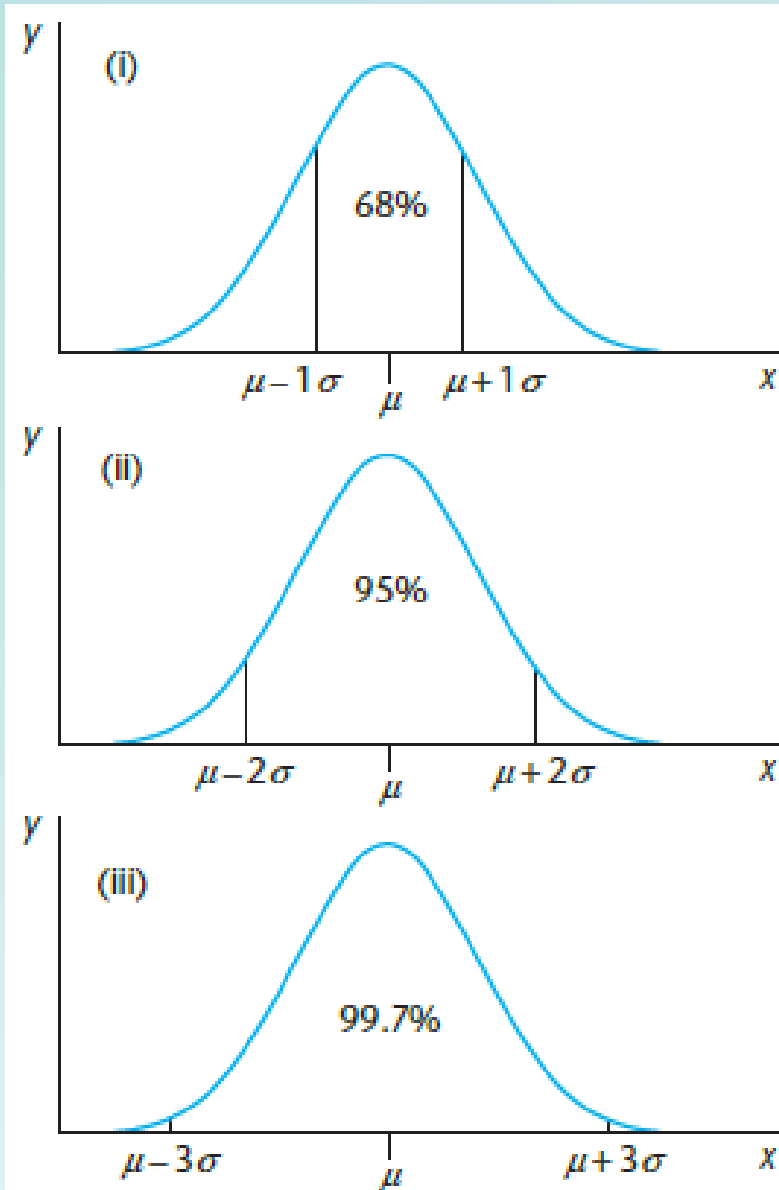 y
(i)
68%
μ–1σ μ μ+1σ x
y
(ii)
95%
μ–2σ μ μ+2σ x
y
(iii)
99.7%
μ–3σ μ μ+3σ x